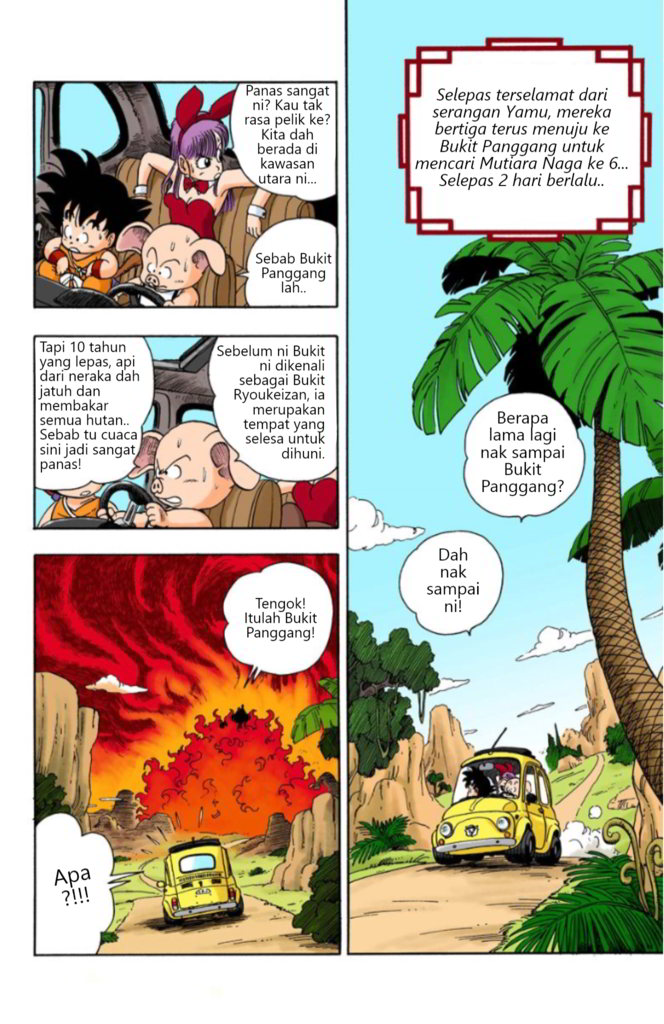 Selepas terselamat dari
serangan Yamu, mereka
bertiga terus menuju ke
Bukit Panggang untuk
mencari Mutiara Naga ke 6...
Selepas 2 hari berlalu..
Berapa
lama lagi
nak sampai
Bukit
Panggang?
Dah
nak
sampai
ni!
Panas sangat
ni? Kau tak
rasa pelik ke?
Kita dah
berada di
kawasan
utara ni...
Sebab Bukit
Panggang
lah..
Sebelum ni Bukit
ni dikenali
sebagai Bukit
Ryoukeizan, ia
merupakan
tempat yang
selesa untuk
dihuni.
Tapi 10 tahun
yang lepas, api
dari neraka dah
jatuh dan
membakar
semua hutan..
Sebab tu cuaca
sini jadi sangat
panas!
Tengok!
Itulah Bukit
Panggang!
Apa
?!!!